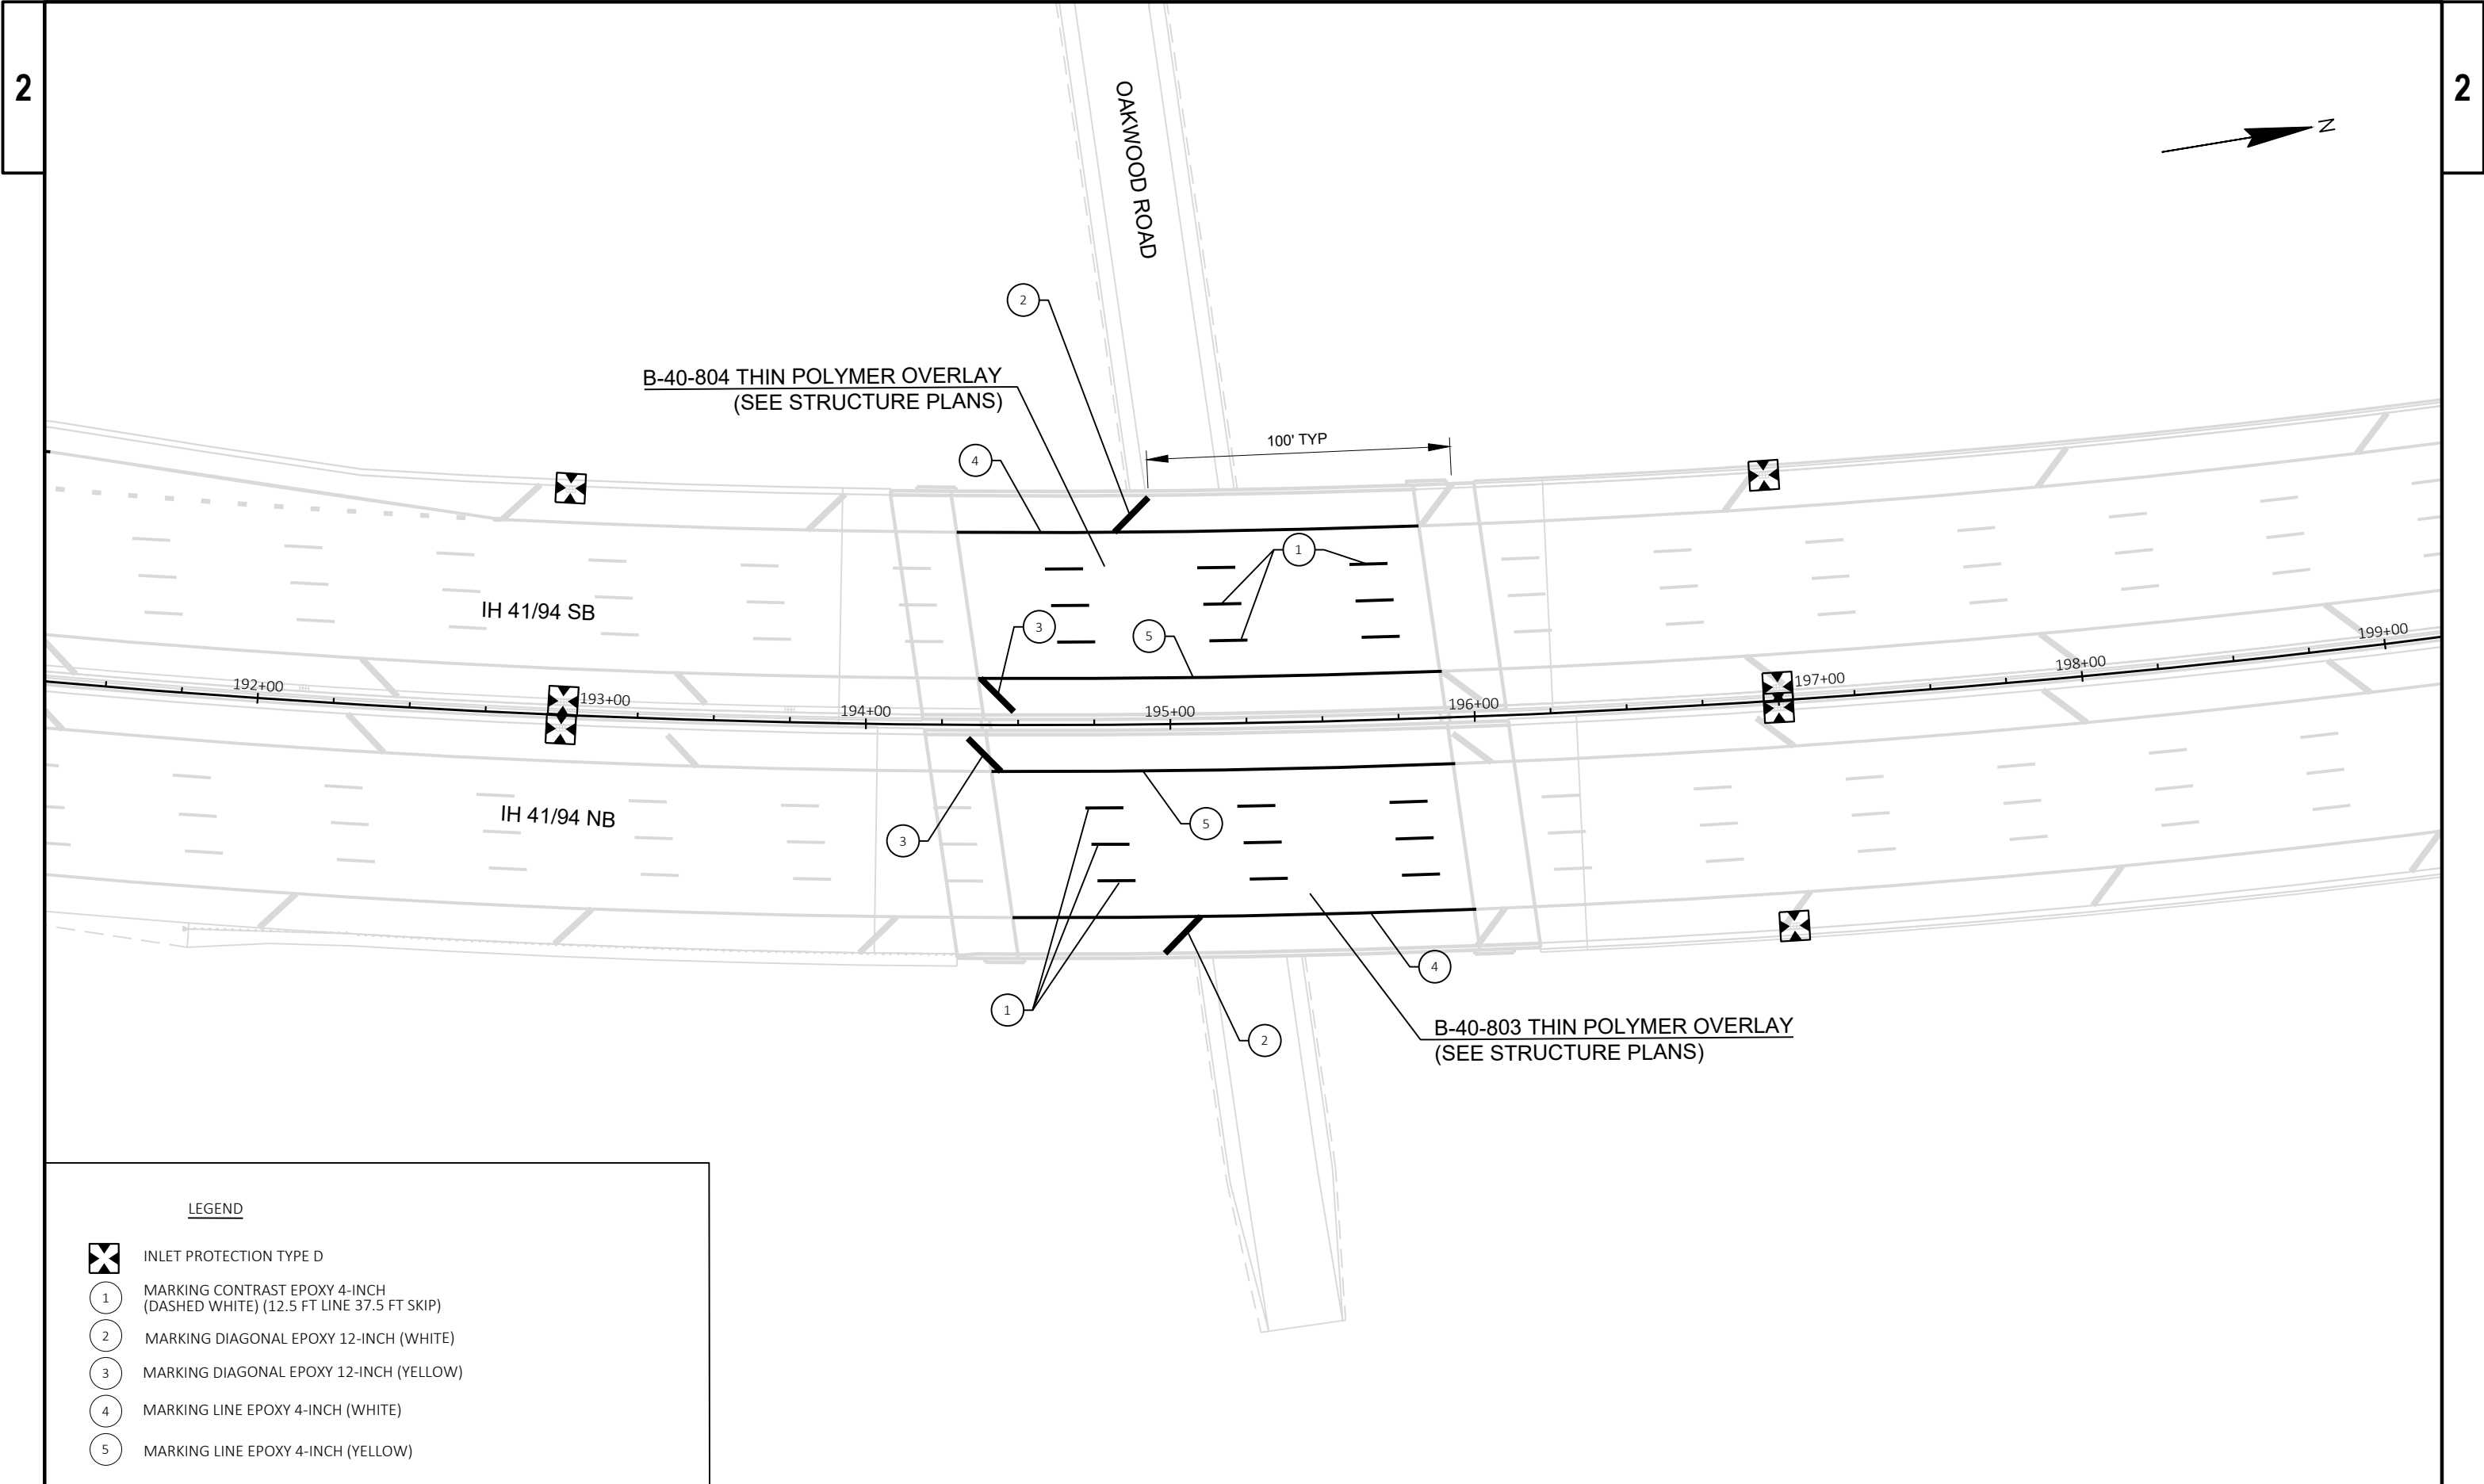 2
2
N
OAKWOOD ROAD
2
B-40-804 THIN POLYMER OVERLAY
(SEE STRUCTURE PLANS)
4
100' TYP
1
IH 41/94 SB
3
5
192+00
193+00
194+00
195+00
196+00
197+00
198+00
199+00
IH 41/94 NB
3
5
4
1
2
B-40-803 THIN POLYMER OVERLAY
(SEE STRUCTURE PLANS)
LEGEND
INLET PROTECTION TYPE D
1 MARKING CONTRAST EPOXY 4-INCH
(DASHED WHITE) (12.5 FT LINE 37.5 FT SKIP)
2 MARKING DIAGONAL EPOXY 12-INCH (WHITE)
3 MARKING DIAGONAL EPOXY 12-INCH (YELLOW)
4 MARKING LINE EPOXY 4-INCH (WHITE)
5 MARKING LINE EPOXY 4-INCH (YELLOW)